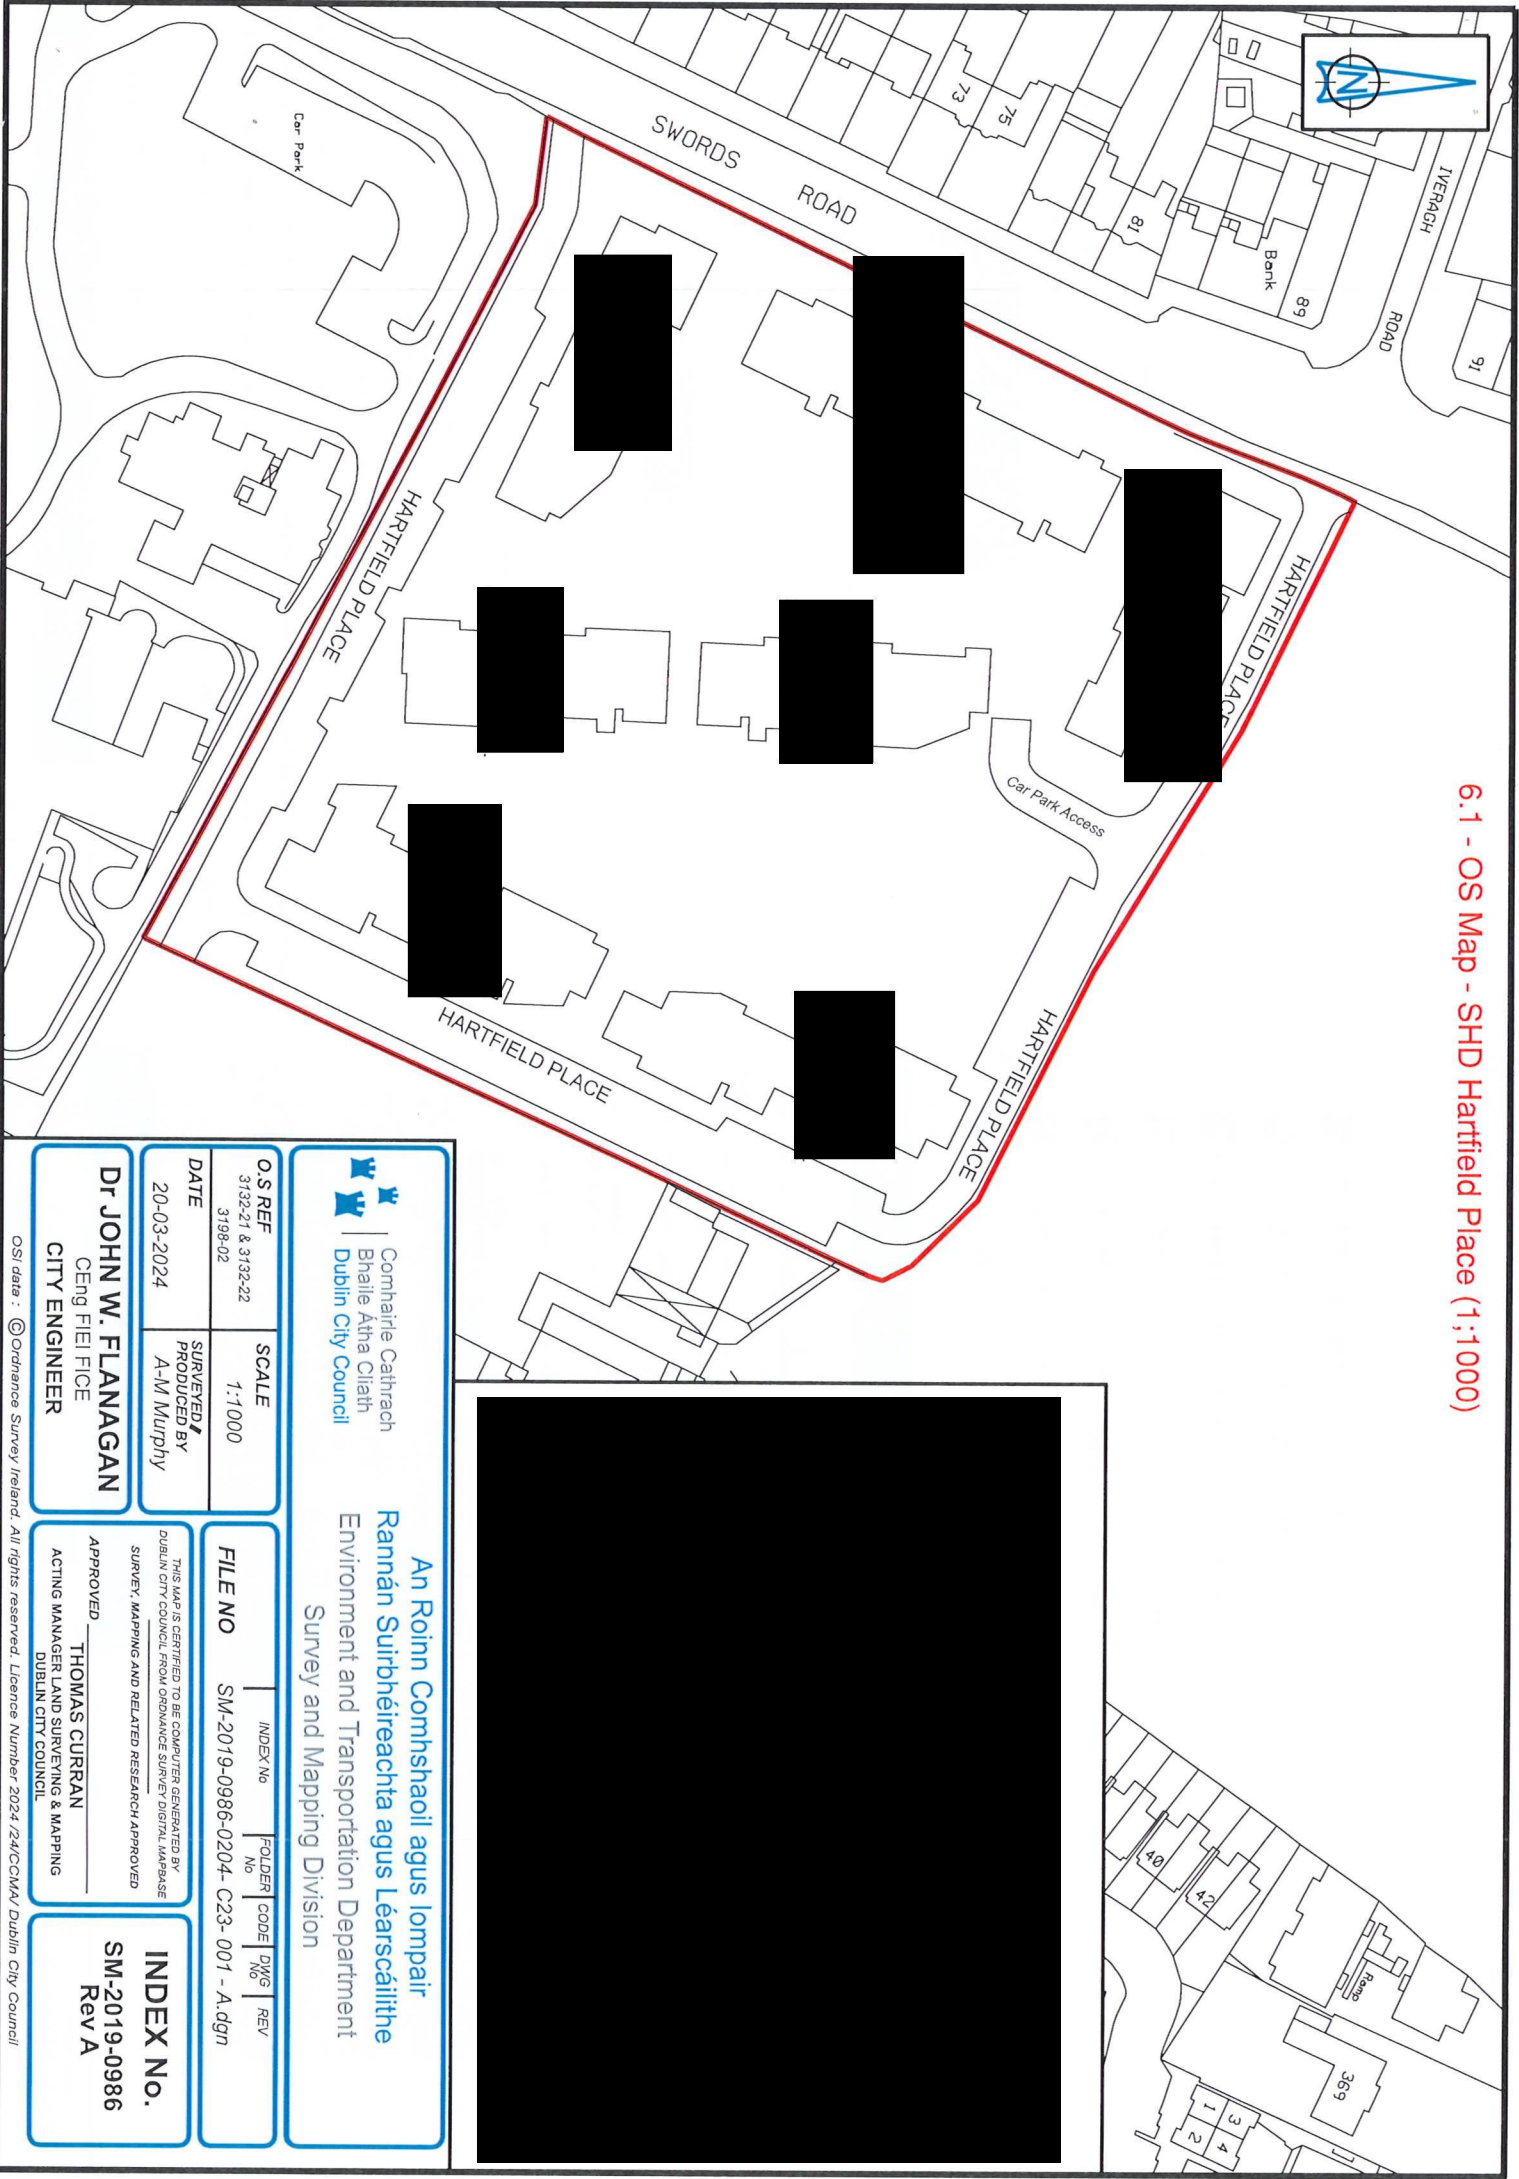 6.1 - OS Map - SHD Hartfield Place (1;1000)
N
IVERAGH
ROAD
91
89
Bank
81
75
73
SWORDS
ROAD
Car Park
HARTFIELD PLACE
HARTFIELD PLACE
Car Park Access
HARTFIELD PLACE
HARTFIELD PLACE
40
42
Ramp
369
1
3
2
4
Comhairle Cathrach
Bhaile Átha Cliath
Dublin City Council
An Roinn Comhshaoil agus Iompair
Rannán Suirbhéireachta agus Léarscáilithe
Environment and Transportation Department
Survey and Mapping Division
O.S REF
3132-21 & 3132-22
3198-02
SCALE
1:1000
DATE
20-03-2024
SURVEYED/
PRODUCED BY
A-M Murphy
INDEX No
FOLDER No
CODE
DWG No
REV
FILE NO
SM-2019-0986-0204- C23- 001 - A.dgn
Dr JOHN W. FLANAGAN
CEng FIEI FICE
CITY ENGINEER
THIS MAP IS CERTIFIED TO BE COMPUTER GENERATED BY
DUBLIN CITY COUNCIL FROM ORDNANCE SURVEY DIGITAL MAPBASE
SURVEY, MAPPING AND RELATED RESEARCH APPROVED
APPROVED
THOMAS CURRAN
ACTING MANAGER LAND SURVEYING & MAPPING
DUBLIN CITY COUNCIL
INDEX No.
SM-2019-0986
Rev A
OSI data : ©Ordnance Survey Ireland. All rights reserved. Licence Number 2024 /24/CCMA/ Dublin City Council